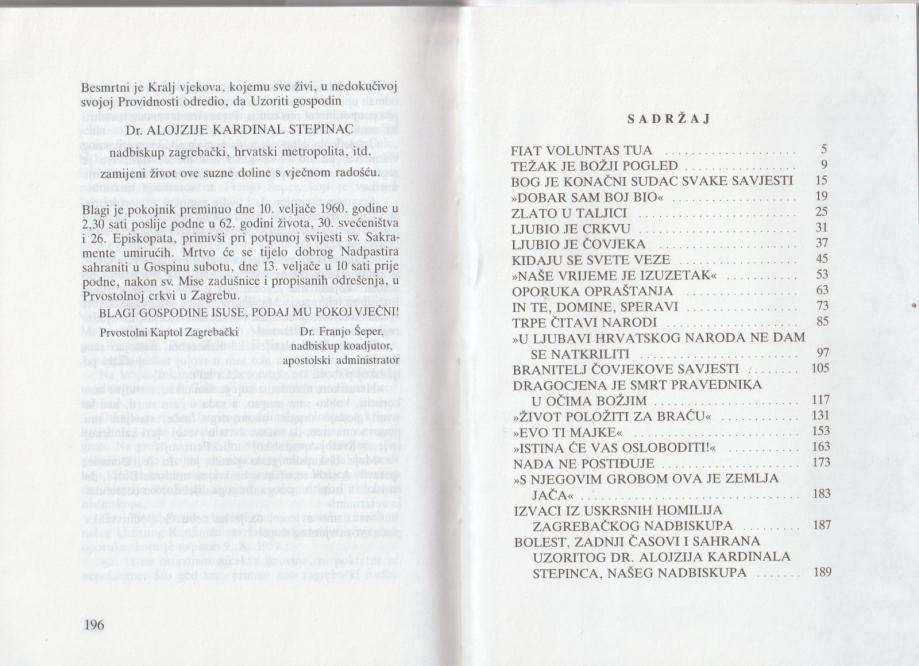 Besmrtni je Kralj vjekova, kojemu sve živi, u nedokučivoj
svojoj Providnosti odredio, da Uzoriti gospodin
Dr. ALOJZIJE KARDINAL STEPINAC
nadbiskup zagrebački, hrvatski metropolita, itd.
zamijeni život ove suzne doline s vječnom radošću.
Blagi je pokojnik preminuo dne 10. veljače 1960. godine u
2,30 sati poslije podne u 62. godini života, 30. svećeništva
i 26. Episkopata, primivši pri potpunoj svijesti sv. Sakra-
mente umirućih. Mrtvo će se tijelo dobrog Nadpastira
sahraniti u Gospinu subotu, dne 13. veljače u 10 sati prije
podne, nakon sv. Mise zadušnice i propisanih odrešenja, u
Prvostolnoj crkvi u Zagrebu.
BLAGI GOSPODINE ISUSE, PODAJ MU POKOJ VJEČNI!
Prvostolni Kaptol Zagrebački Dr. Franjo Šeper,
nadbiskup koadjutor,
apostolski administrator
196
SADRŽAJ
FIAT VOLUNTAS TUA . . . . . . . . . . . . . . . . . . . 5
TEŽAK JE BOŽJI POGLED . . . . . . . . . . . . . . . . 9
BOG JE KONAČNI SUDAC SVAKE SAVJESTI 15
»DOBAR SAM BOJ BIO« . . . . . . . . . . . . . . . . . . 19
ZLATO U TALJICI . . . . . . . . . . . . . . . . . . . . . . 25
LJUBIO JE CRKVU . . . . . . . . . . . . . . . . . . . . . . 31
LJUBIO JE ČOVJEKA . . . . . . . . . . . . . . . . . . . . 37
KIDAJU SE SVETE VEZE . . . . . . . . . . . . . . . . . 45
»NAŠE VRIJEME JE IZUZETAK« . . . . . . . . . . . 53
OPORUKA OPRAŠTANJA . . . . . . . . . . . . . . . . . 63
IN TE, DOMINE, SPERAVI . . . . . . . . . . . . . . . . 73
TRPE ČITAVI NARODI . . . . . . . . . . . . . . . . . . . 85
»U LJUBAVI HRVATSKOG NARODA NE DAM
SE NATKRILITI . . . . . . . . . . . . . . . . . . . . . 97
BRANITELJ ČOVJEKOVE SAVJESTI . . . . . . . . 105
DRAGOCJENA JE SMRT PRAVEDNIKA
U OČIMA BOŽJIM . . . . . . . . . . . . . . . . . . . 117
»ŽIVOT POLOŽITI ZA BRAĆU« . . . . . . . . . . . . 131
»EVO TI MAJKE« . . . . . . . . . . . . . . . . . . . . . . . 153
»ISTINA ĆE VAS OSLOBODITI!« . . . . . . . . . . . . 163
NADA NE POSTIĐUJE . . . . . . . . . . . . . . . . . . . 173
»S NJEGOVIM GROBOM OVA JE ZEMLJA
JAČA« . . . . . . . . . . . . . . . . . . . . . . . . . . . . 183
IZVACI IZ USKRSNIH HOMILIJA
ZAGREBAČKOG NADBISKUPA . . . . . . . . 187
BOLEST, ZADNJI ČASOVI I SAHRANA
UZORITOG DR. ALOJZIJA KARDINALA
STEPINCA, NAŠEG NADBISKUPA . . . . . . . 189